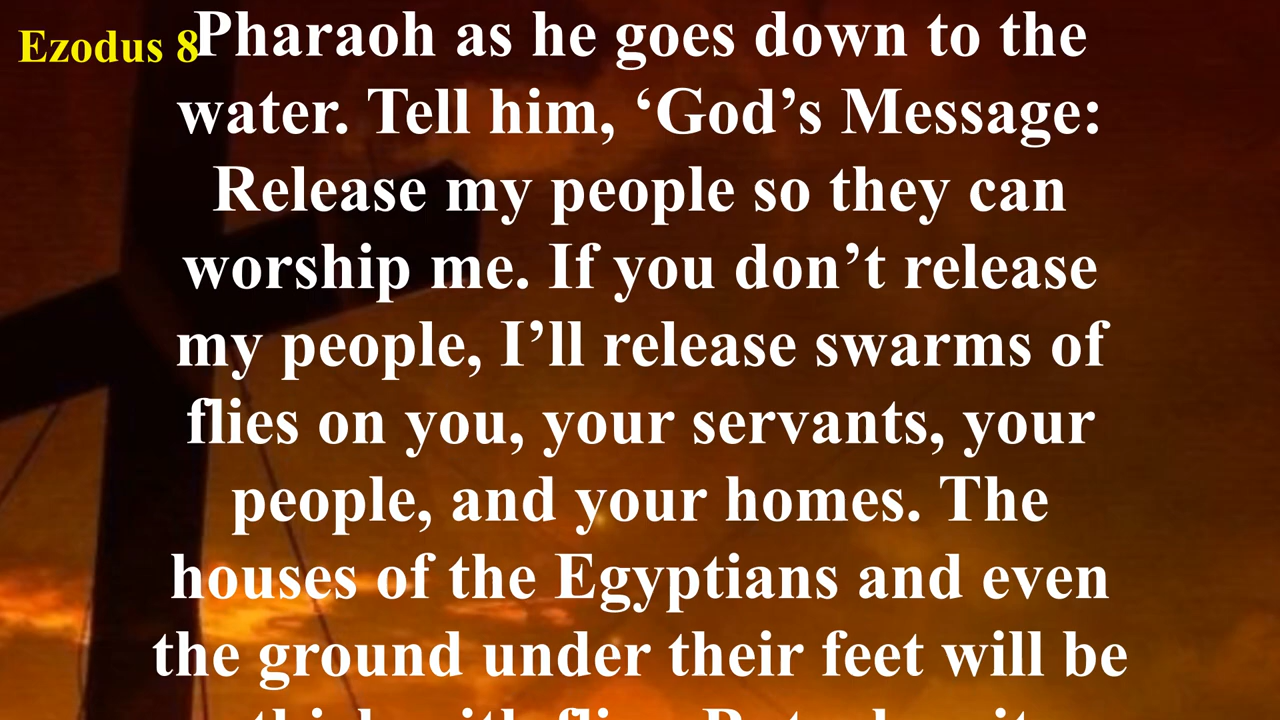 Ezodus 8
Pharaoh as he goes down to the
water. Tell him, ‘God’s Message:
Release my people so they can
worship me. If you don’t release
my people, I’ll release swarms of
flies on you, your servants, your
people, and your homes. The
houses of the Egyptians and even
the ground under their feet will be